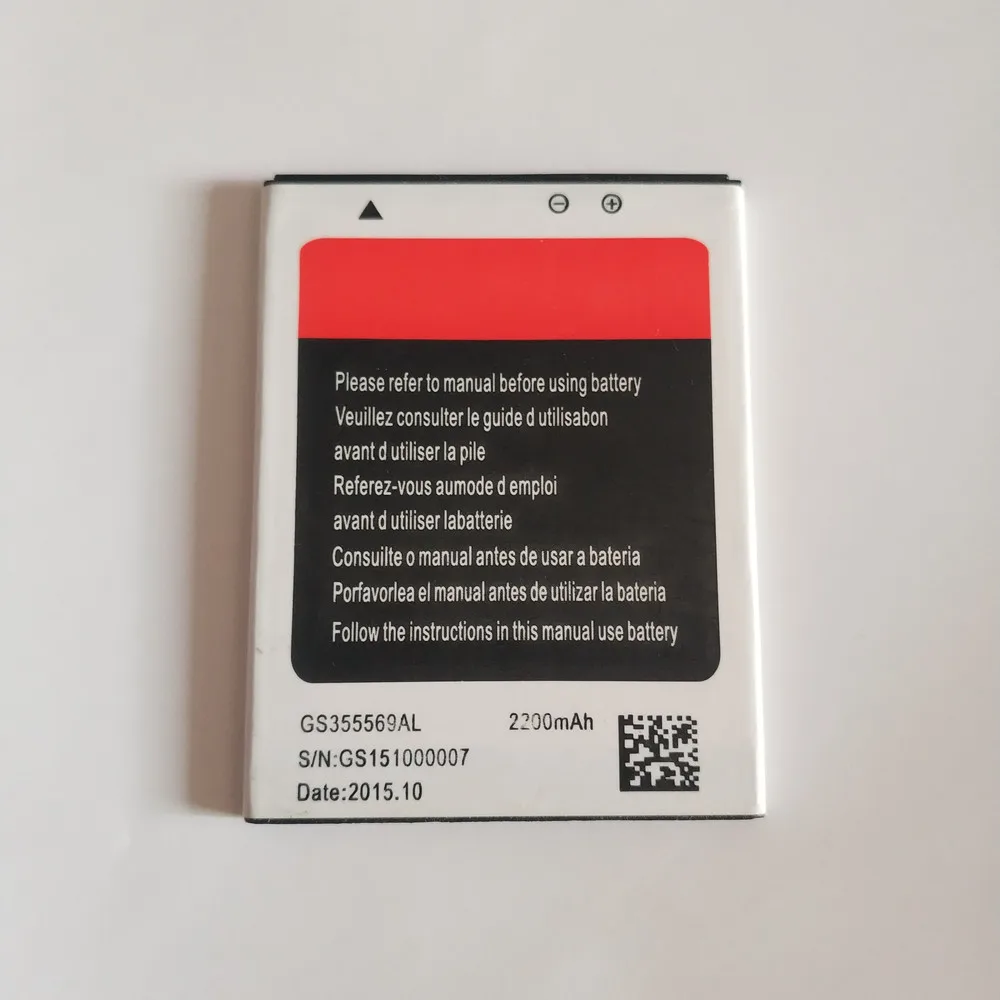 Please refer to manual before using battery
Veuillez consulter le guide d utilisabon
avant d utiliser la pile
Referez-vous aumode d emploi
avant d utiliser labatterie
Consuilte o manual antes de usar a bateria
Porfavorlea el manual antes de utilizar la bateria
Follow the instructions in this manual use battery
GS355569AL 2200mAh
S/N:GS151000007
Date:2015.10